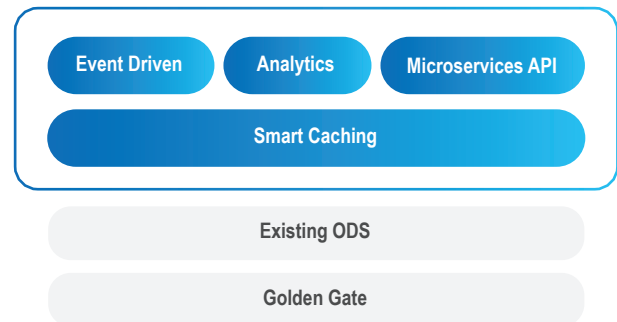 Event Driven
Analytics
Microservices API
Smart Caching
Existing ODS
Golden Gate